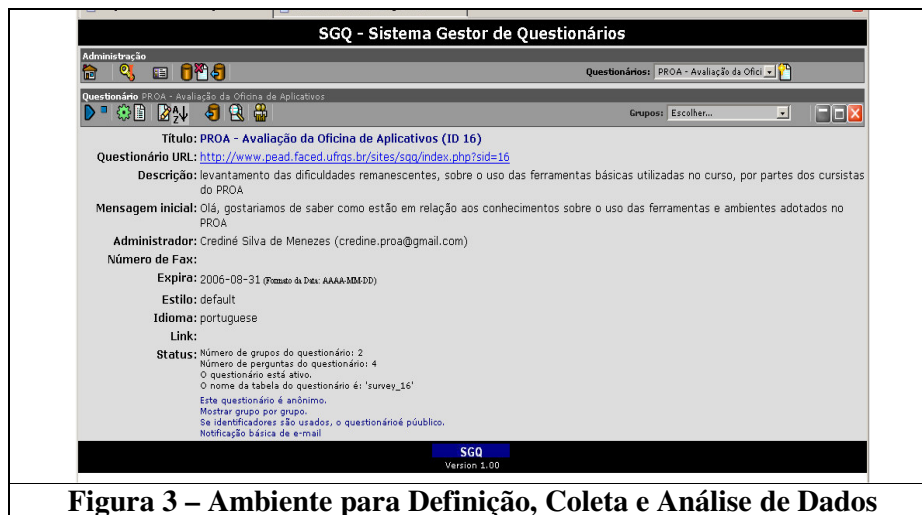 SGQ - Sistema Gestor de Questionários
Administração
Questionários: PROA - Avaliação da Ofici
Questionário PROA - Avaliação da Oficina de Aplicativos
Grupos: Escolher...
Título: PROA - Avaliação da Oficina de Aplicativos (ID 16)
Questionário URL: http://www.pead.faced.ufrgs.br/sites/sgq/index.php?sid=16
Descrição: levantamento das dificuldades remanescentes, sobre o uso das ferramentas básicas utilizadas no curso, por partes dos cursistas
do PROA
Mensagem inicial: Olá, gostariamos de saber como estão em relação aos conhecimentos sobre o uso das ferramentas e ambientes adotados no
PROA
Administrador: Crediné Silva de Menezes (credine.proa@gmail.com)
Número de Fax:
Expira: 2006-08-31 (Formato da Data: AAAA-MM-DD)
Estilo: default
Idioma: portuguese
Link:
Status: Número de grupos do questionário: 2
Número de perguntas do questionário: 4
O questionário está ativo.
O nome da tabela do questionário é: 'survey_16'
Este questionário é anônimo.
Mostrar grupo por grupo.
Se identificadores são usados, o questionárioé púublico.
Notificação básica de e-mail
SGQ
Version 1.00
Figura 3 – Ambiente para Definição, Coleta e Análise de Dados